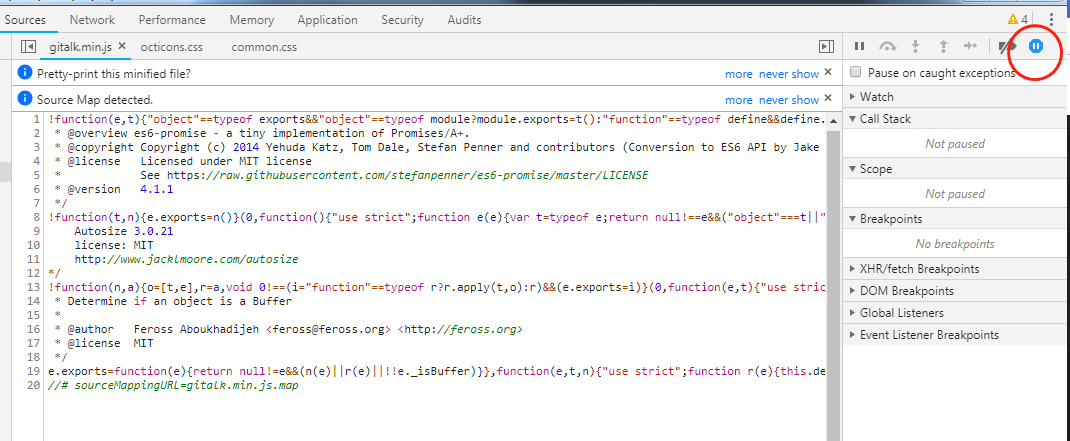 Sources Network Performance Memory Application Security Audits 4
gitalk.min.js × octicons.css common.css
Pretty-print this minified file? more never show ×
Source Map detected. more never show ×
1 !function(e,t){"object"==typeof exports&&"object"==typeof module?module.exports=t():"function"==typeof define&&define.
2 * @overview es6-promise - a tiny implementation of Promises/A+.
3 * @copyright Copyright (c) 2014 Yehuda Katz, Tom Dale, Stefan Penner and contributors (Conversion to ES6 API by Jake
4 * @license   Licensed under MIT license
5 *            See https://raw.githubusercontent.com/stefanpenner/es6-promise/master/LICENSE
6 * @version   4.1.1
7 */
8 !function(t,n){e.exports=n()}(0,function(){"use strict";function e(e){var t=typeof e;return null!==e&&("object"===t||"
9 Autosize 3.0.21
10 license: MIT
11 http://www.jacklmoore.com/autosize
12 */
13 !function(n,a){o=[t,e],r=a,void 0!==(i="function"==typeof r?r.apply(t,o):r)&&(e.exports=i)}(0,function(e,t){"use stric
14 * Determine if an object is a Buffer
15 *
16 * @author   Feross Aboukhadijeh <feross@feross.org> <http://feross.org>
17 * @license  MIT
18 */
19 e.exports=function(e){return null!=e&&(n(e)||r(e)||!!e._isBuffer)}},function(e,t,n){"use strict";function r(e){this.de
20 //# sourceMappingURL=gitalk.min.js.map
Pause on caught exceptions
Watch
Call Stack
Not paused
Scope
Not paused
Breakpoints
No breakpoints
XHR/fetch Breakpoints
DOM Breakpoints
Global Listeners
Event Listener Breakpoints